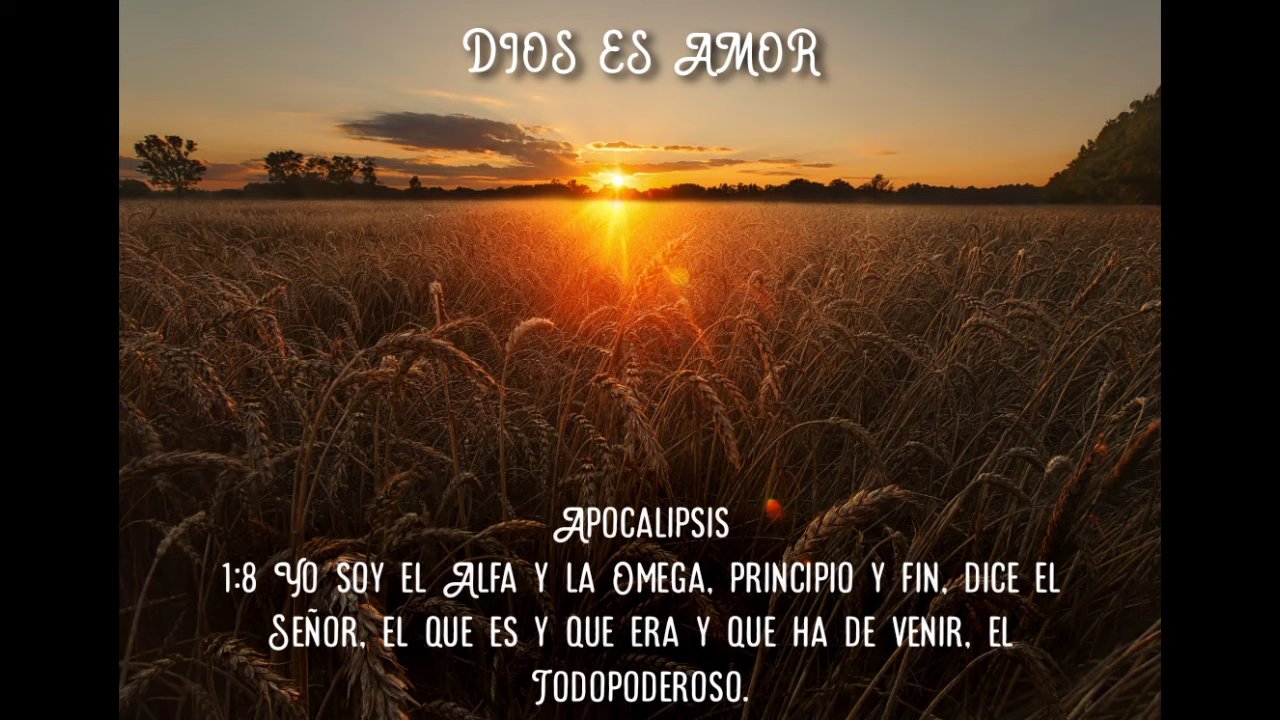 DIOS ES AMOR
APOCALIPSIS
1:8 YO SOY EL ALFA Y LA OMEGA, PRINCIPIO Y FIN, DICE EL
SEÑOR, EL QUE ES Y QUE ERA Y QUE HA DE VENIR, EL
TODOPODEROSO.